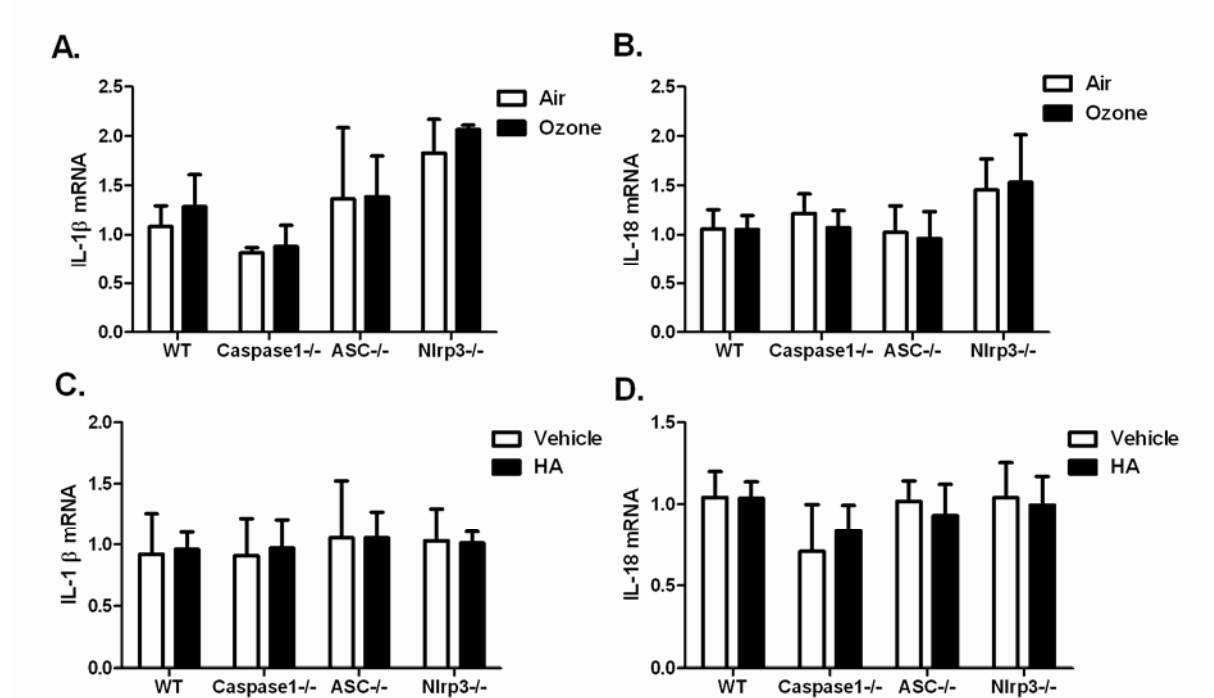 A.
2.5
2.0
1.5
1.0
0.5
0.0
IL-1β mRNA
Air
Ozone
WT Caspase1-/- ASC-/- Nlrp3-/-
B.
2.5
2.0
1.5
1.0
0.5
0.0
IL-18 mRNA
Air
Ozone
WT Caspase1-/- ASC-/- Nlrp3-/-
C.
2.0
1.5
1.0
0.5
0.0
IL-1 β mRNA
Vehicle
HA
WT Caspase1-/- ASC-/- Nlrp3-/-
D.
1.5
1.0
0.5
0.0
IL-18 mRNA
Vehicle
HA
WT Caspase1-/- ASC-/- Nlrp3-/-